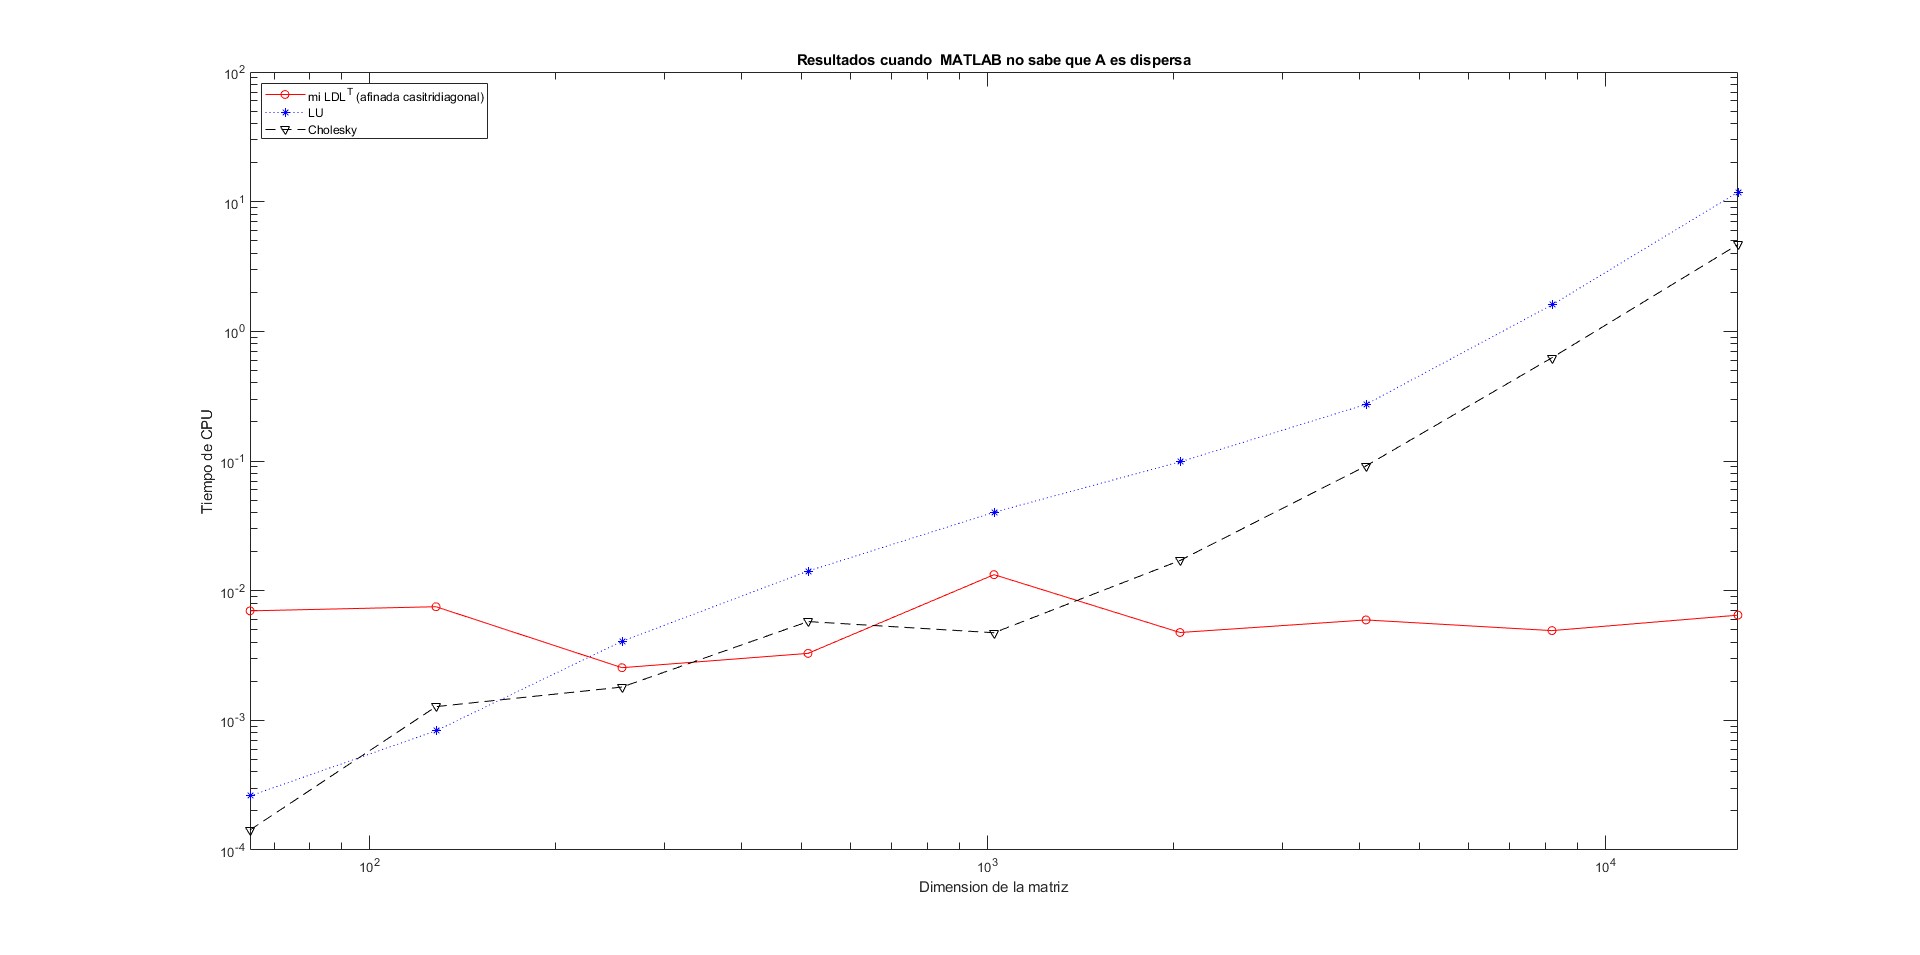 Resultados cuando  MATLAB no sabe que A es dispersa
mi LDL^T (afinada casitridiagonal)
LU
Cholesky
Tiempo de CPU
10^2
10^1
10^0
10^-1
10^-2
10^-3
10^-4
10^2 10^3 10^4
Dimension de la matriz